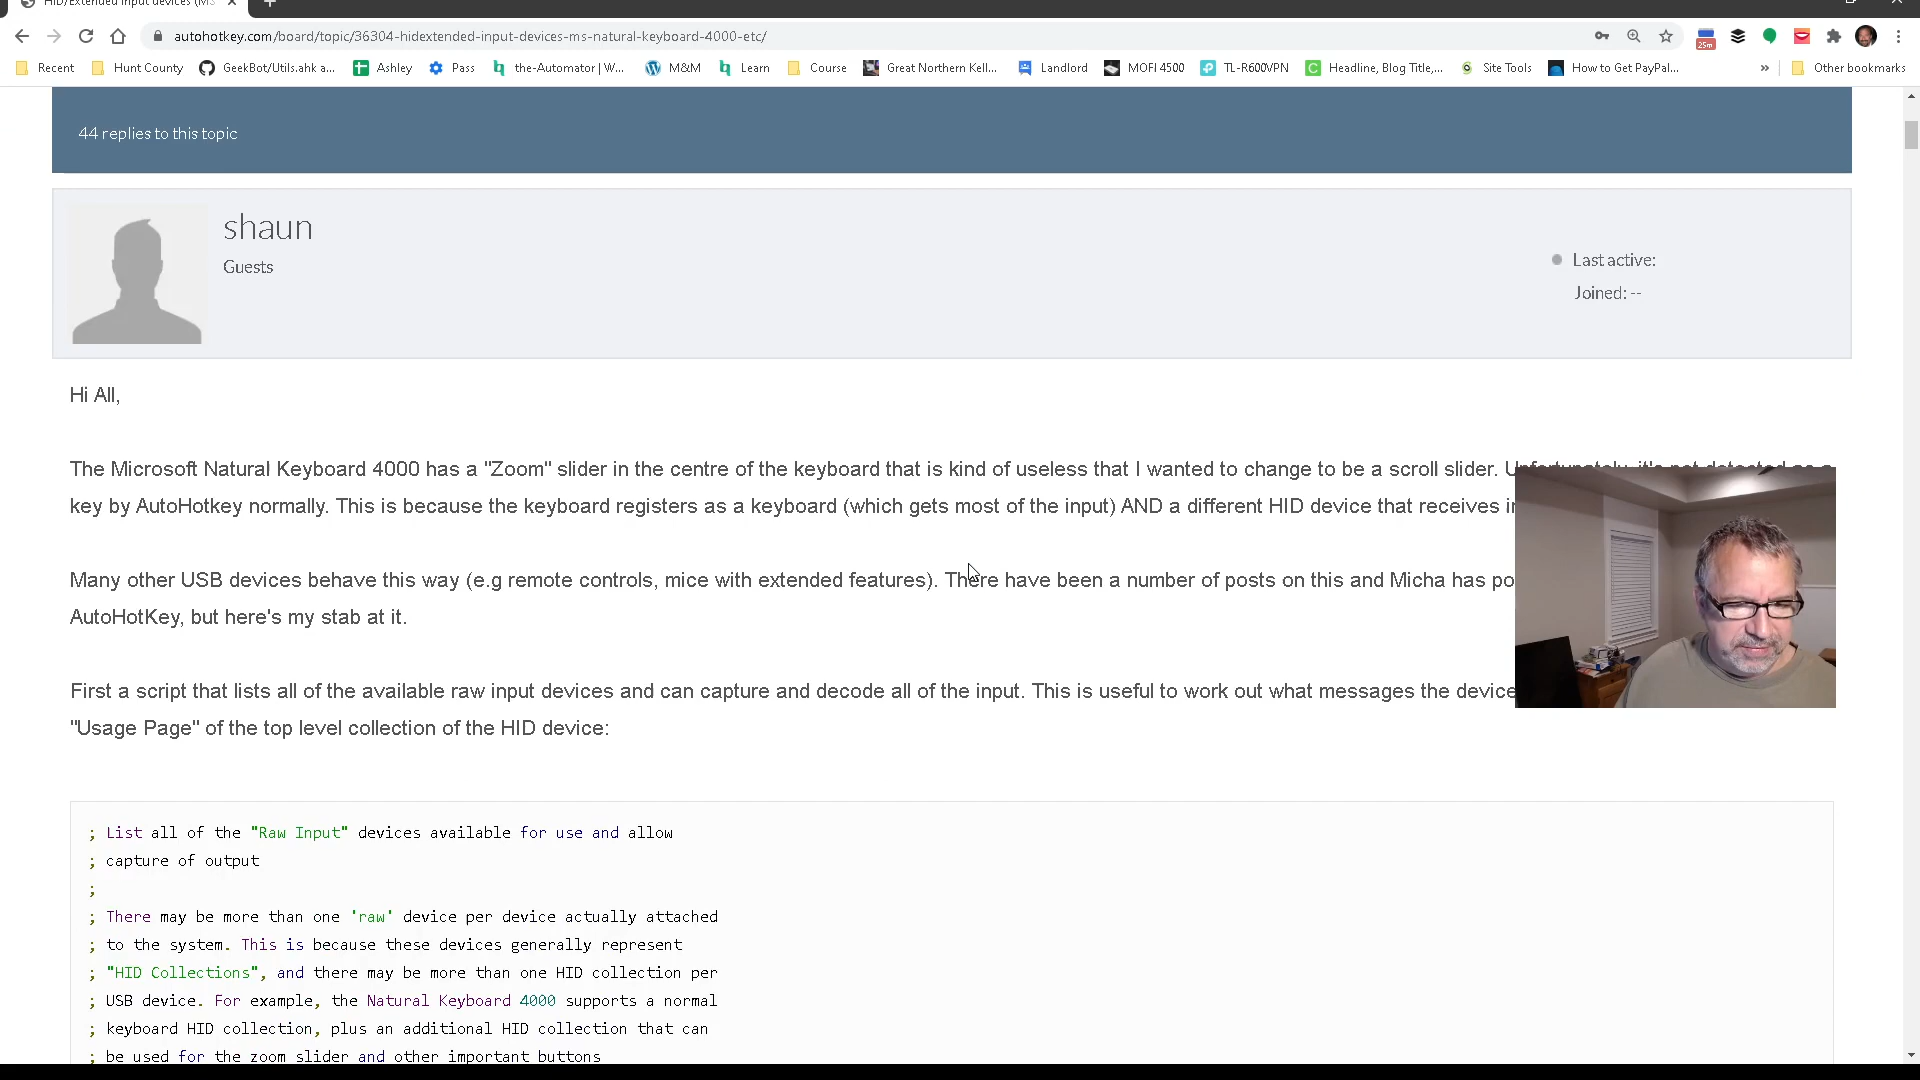 HID/Extended input devices (MS
autohotkey.com/board/topic/36304-hidextended-input-devices-ms-natural-keyboard-4000-etc/
25m
Recent Hunt County GeekBot/Utils.ahk a... Ashley Pass the-Automator | W... M&M Learn Course Great Northern Kell... Landlord MOFI 4500 TL-R600VPN Headline, Blog Title,... Site Tools How to Get PayPal... » Other bookmarks
44 replies to this topic
shaun
Guests
Last active:
Joined: --
Hi All,
The Microsoft Natural Keyboard 4000 has a "Zoom" slider in the centre of the keyboard that is kind of useless that I wanted to change to be a scroll slider. Unfortunately, it's not detected as a
key by AutoHotkey normally. This is because the keyboard registers as a keyboard (which gets most of the input) AND a different HID device that receives
Many other USB devices behave this way (e.g remote controls, mice with extended features). There have been a number of posts on this and Micha has
AutoHotKey, but here's my stab at it.
First a script that lists all of the available raw input devices and can capture and decode all of the input. This is useful to work out what messages the device
"Usage Page" of the top level collection of the HID device:
; List all of the "Raw Input" devices available for use and allow
; capture of output
;
; There may be more than one 'raw' device per device actually attached
; to the system. This is because these devices generally represent
; "HID Collections", and there may be more than one HID collection per
; USB device. For example, the Natural Keyboard 4000 supports a normal
; keyboard HID collection, plus an additional HID collection that can
; be used for the zoom slider and other important buttons